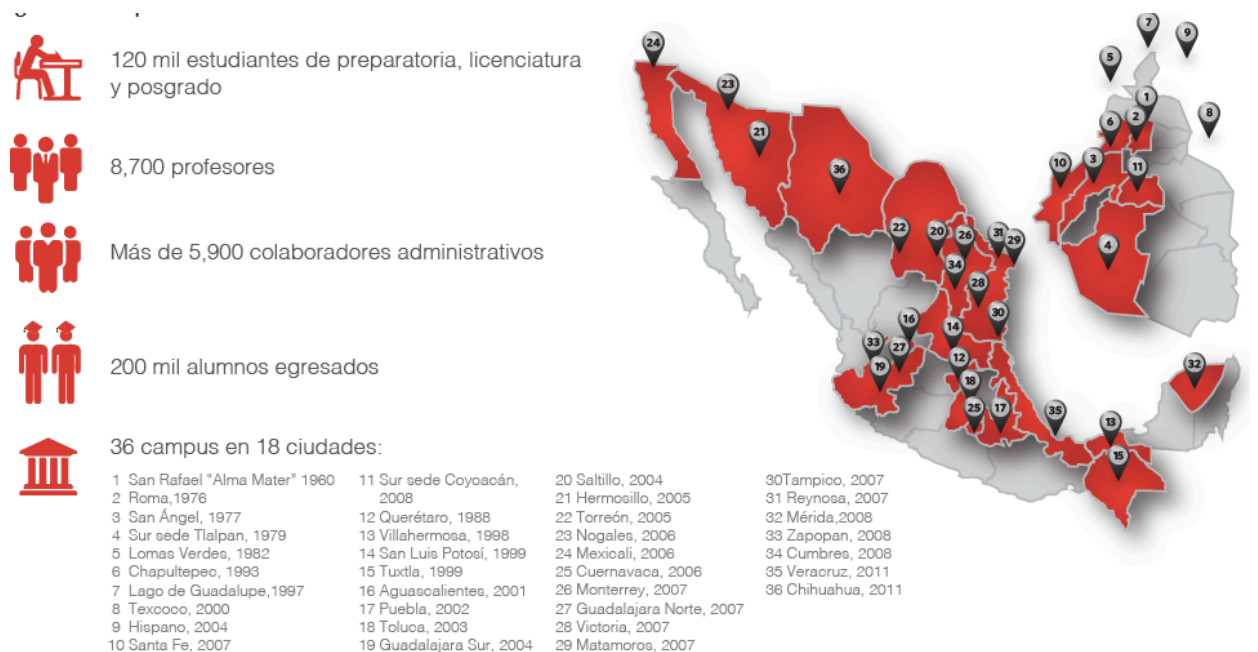 120 mil estudiantes de preparatoria, licenciatura
y posgrado
8,700 profesores
Más de 5,900 colaboradores administrativos
200 mil alumnos egresados
36 campus en 18 ciudades:
1 San Rafael "Alma Mater" 1960
2 Roma,1976
3 San Ángel, 1977
4 Sur sede Tlalpan, 1979
5 Lomas Verdes, 1982
6 Chapultepec, 1993
7 Lago de Guadalupe,1997
8 Texcoco, 2000
9 Hispano, 2004
10 Santa Fe, 2007
11 Sur sede Coyoacán,
2008
12 Querétaro, 1988
13 Villahermosa, 1998
14 San Luis Potosí, 1999
15 Tuxtla, 1999
16 Aguascalientes, 2001
17 Puebla, 2002
18 Toluca, 2003
19 Guadalajara Sur, 2004
20 Saltillo, 2004
21 Hermosillo, 2005
22 Torreón, 2005
23 Nogales, 2006
24 Mexicali, 2006
25 Cuernavaca, 2006
26 Monterrey, 2007
27 Guadalajara Norte, 2007
28 Victoria, 2007
29 Matamoros, 2007
30Tampico, 2007
31 Reynosa, 2007
32 Mérida,2008
33 Zapopan, 2008
34 Cumbres, 2008
35 Veracruz, 2011
36 Chihuahua, 2011
24
23
21
36
22
20
26
31
29
34
28
16
14
30
33
27
19
12
18
25
17
35
13
15
32
7
9
5
1
2
8
6
10
3
11
4